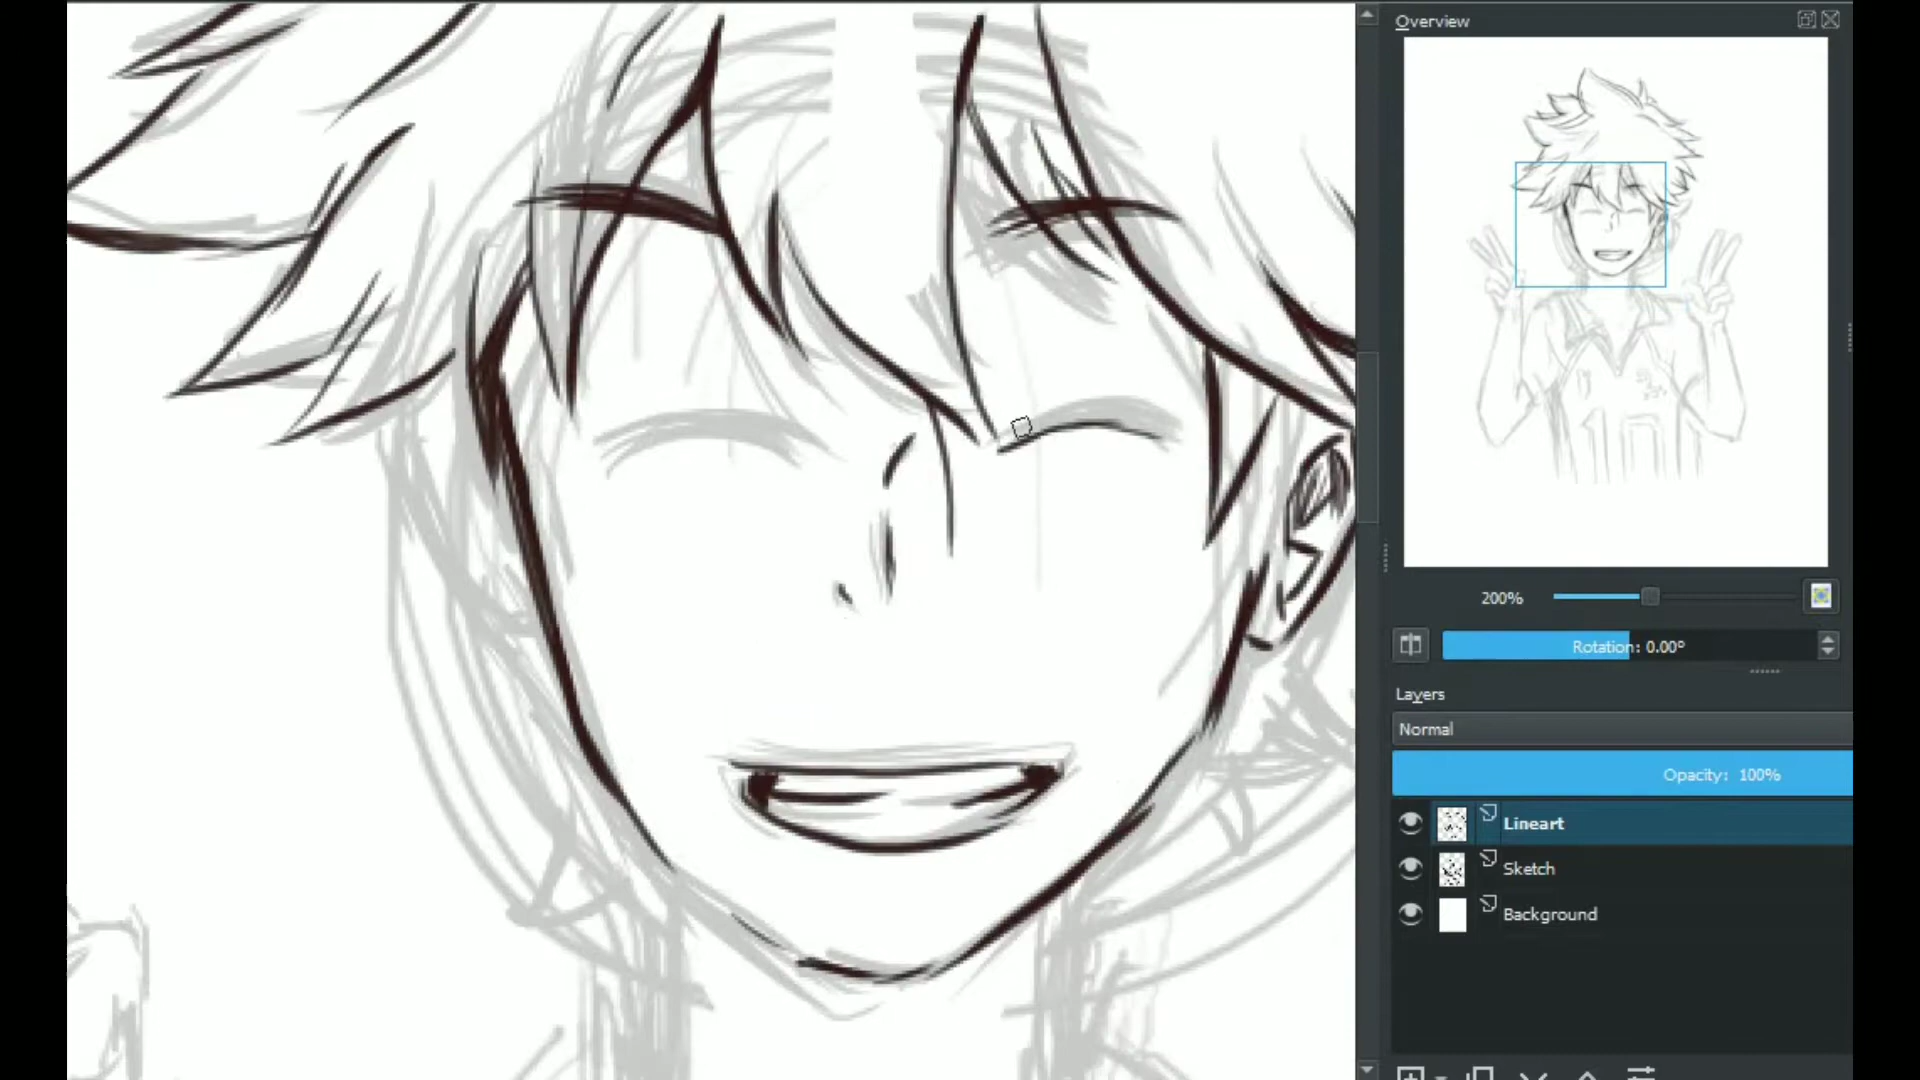 Overview
200%
Rotation: 0.00°
Layers
Normal
Opacity: 100%
Lineart
Sketch
Background